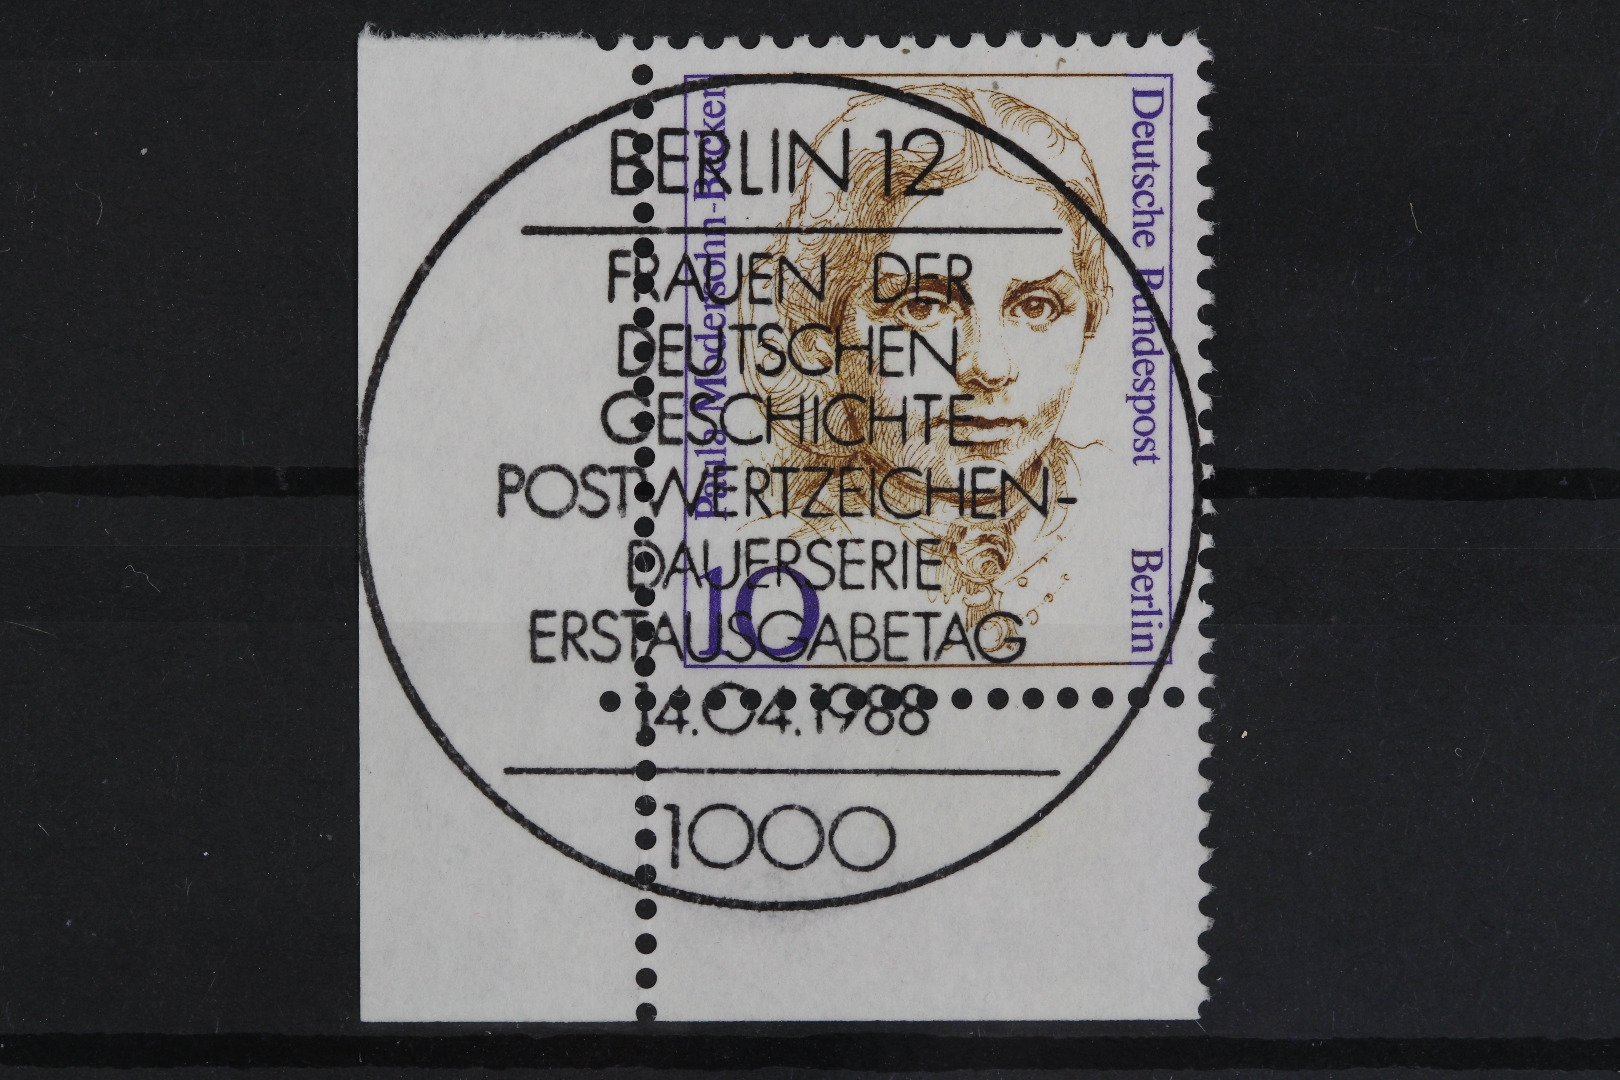 BERLIN 12
FRAUEN DER
DEUTSCHEN
GESCHICHTE
POSTWERTZEICHEN-
DAUERSERIE
ERSTAUSGABETAG
14.04.1988
1000
Paula Modersohn-Becker
Deutsche Bundespost Berlin
10